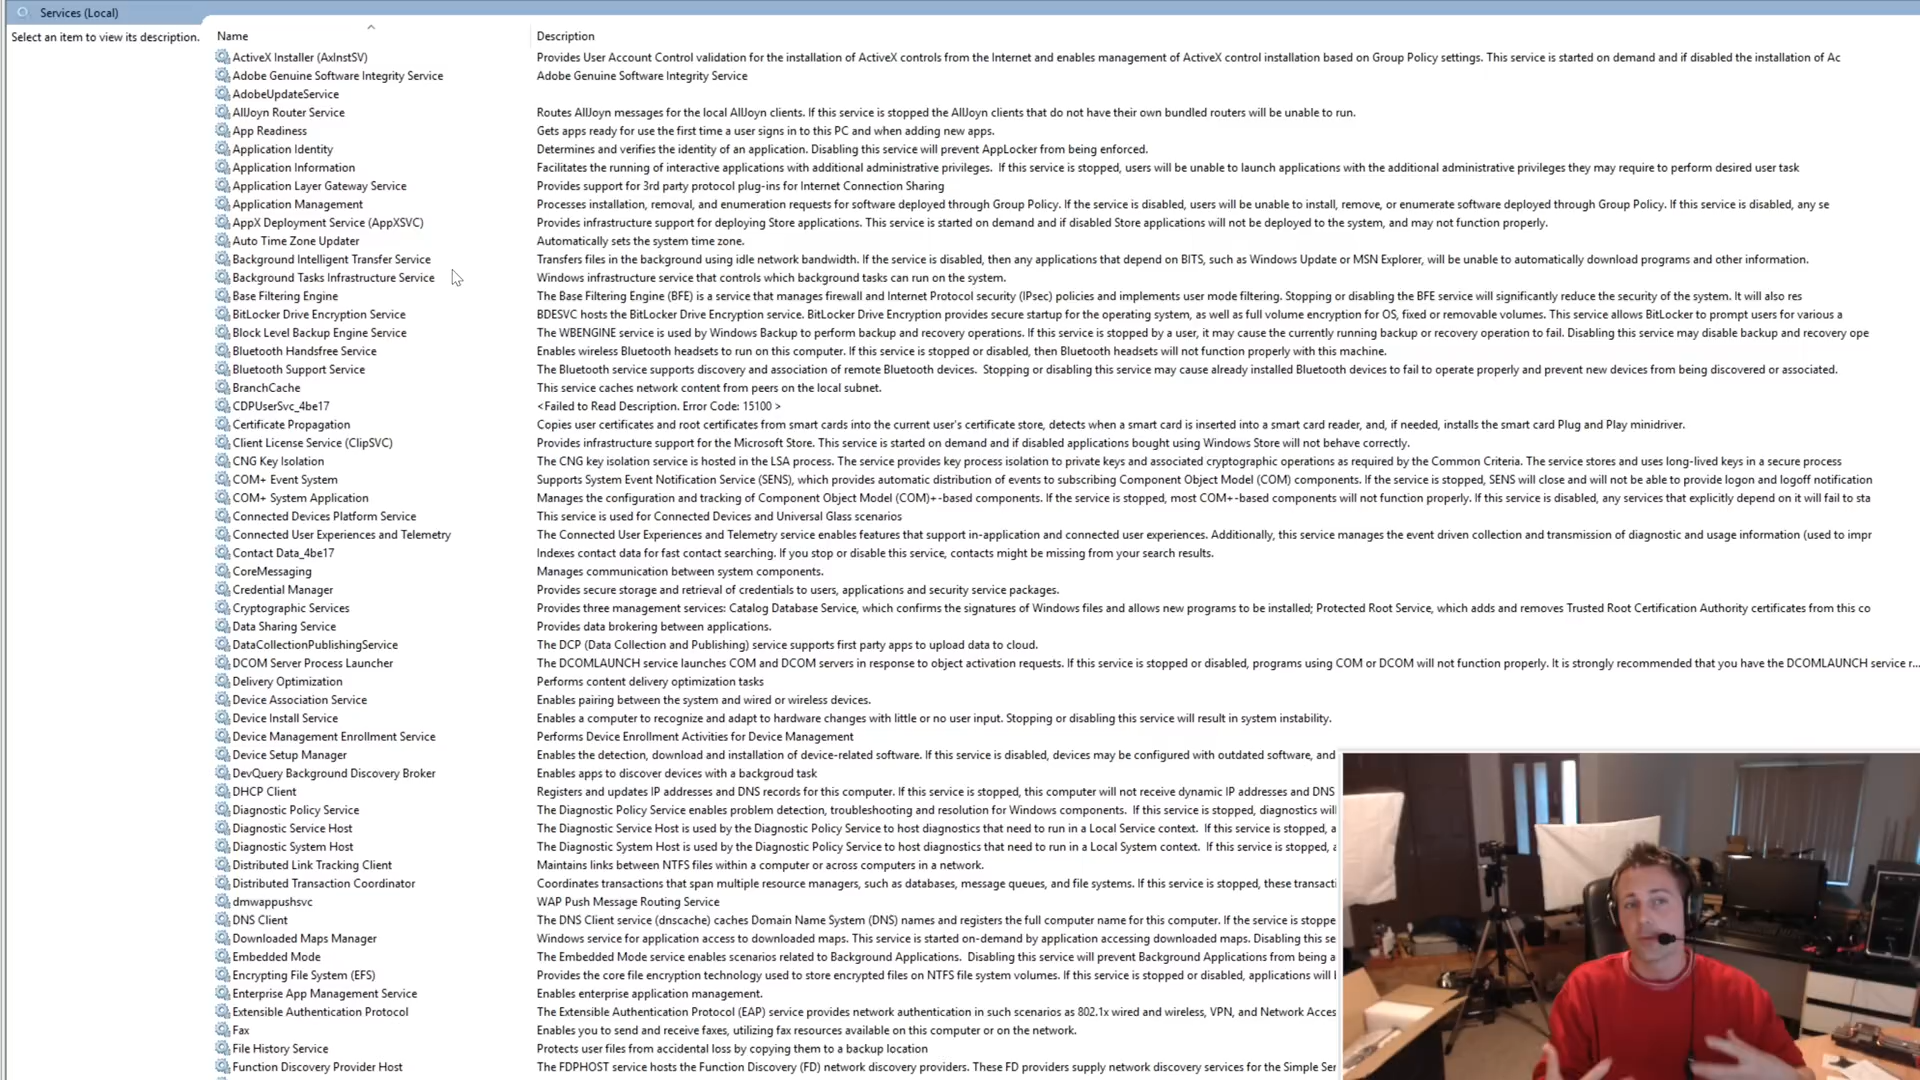 Services (Local)
Select an item to view its description.
Name Description
ActiveX Installer (AxInstSV) Provides User Account Control validation for the installation of ActiveX controls from the Internet and enables management of ActiveX control installation based on Group Policy settings. This service is started on demand and if disabled the installation of Ac
Adobe Genuine Software Integrity Service Adobe Genuine Software Integrity Service
AdobeUpdateService
AllJoyn Router Service Routes AllJoyn messages for the local AllJoyn clients. If this service is stopped the AllJoyn clients that do not have their own bundled routers will be unable to run.
App Readiness Gets apps ready for use the first time a user signs in to this PC and when adding new apps.
Application Identity Determines and verifies the identity of an application. Disabling this service will prevent AppLocker from being enforced.
Application Information Facilitates the running of interactive applications with additional administrative privileges. If this service is stopped, users will be unable to launch applications with the additional administrative privileges they may require to perform desired user task
Application Layer Gateway Service Provides support for 3rd party protocol plug-ins for Internet Connection Sharing
Application Management Processes installation, removal, and enumeration requests for software deployed through Group Policy. If the service is disabled, users will be unable to install, remove, or enumerate software deployed through Group Policy. If this service is disabled, any se
AppX Deployment Service (AppXSVC) Provides infrastructure support for deploying Store applications. This service is started on demand and if disabled Store applications will not be deployed to the system, and may not function properly.
Auto Time Zone Updater Automatically sets the system time zone.
Background Intelligent Transfer Service Transfers files in the background using idle network bandwidth. If the service is disabled, then any applications that depend on BITS, such as Windows Update or MSN Explorer, will be unable to automatically download programs and other information.
Background Tasks Infrastructure Service Windows infrastructure service that controls which background tasks can run on the system.
Base Filtering Engine The Base Filtering Engine (BFE) is a service that manages firewall and Internet Protocol security (IPsec) policies and implements user mode filtering. Stopping or disabling the BFE service will significantly reduce the security of the system. It will also res
BitLocker Drive Encryption Service BDESVC hosts the BitLocker Drive Encryption service. BitLocker Drive Encryption provides secure startup for the operating system, as well as full volume encryption for OS, fixed or removable volumes. This service allows BitLocker to prompt users for various a
Block Level Backup Engine Service The WBENGINE service is used by Windows Backup to perform backup and recovery operations. If this service is stopped by a user, it may cause the currently running backup or recovery operation to fail. Disabling this service may disable backup and recovery ope
Bluetooth Handsfree Service Enables wireless Bluetooth headsets to run on this computer. If this service is stopped or disabled, then Bluetooth headsets will not function properly with this machine.
Bluetooth Support Service The Bluetooth service supports discovery and association of remote Bluetooth devices. Stopping or disabling this service may cause already installed Bluetooth devices to fail to operate properly and prevent new devices from being discovered or associated.
BranchCache This service caches network content from peers on the local subnet.
CDPUserSvc_4be17 <Failed to Read Description. Error Code: 15100 >
Certificate Propagation Copies user certificates and root certificates from smart cards into the current user's certificate store, detects when a smart card is inserted into a smart card reader, and, if needed, installs the smart card Plug and Play minidriver.
Client License Service (ClipSVC) Provides infrastructure support for the Microsoft Store. This service is started on demand and if disabled applications bought using Windows Store will not behave correctly.
CNG Key Isolation The CNG key isolation service is hosted in the LSA process. The service provides key process isolation to private keys and associated cryptographic operations as required by the Common Criteria. The service stores and uses long-lived keys in a secure process
COM+ Event System Supports System Event Notification Service (SENS), which provides automatic distribution of events to subscribing Component Object Model (COM) components. If the service is stopped, SENS will close and will not be able to provide logon and logoff notification
COM+ System Application Manages the configuration and tracking of Component Object Model (COM)+-based components. If the service is stopped, most COM+-based components will not function properly. If this service is disabled, any services that explicitly depend on it will fail to sta
Connected Devices Platform Service This service is used for Connected Devices and Universal Glass scenarios
Connected User Experiences and Telemetry The Connected User Experiences and Telemetry service enables features that support in-application and connected user experiences. Additionally, this service manages the event driven collection and transmission of diagnostic and usage information (used to impr
Contact Data_4be17 Indexes contact data for fast contact searching. If you stop or disable this service, contacts might be missing from your search results.
CoreMessaging Manages communication between system components.
Credential Manager Provides secure storage and retrieval of credentials to users, applications and security service packages.
Cryptographic Services Provides three management services: Catalog Database Service, which confirms the signatures of Windows files and allows new programs to be installed; Protected Root Service, which adds and removes Trusted Root Certification Authority certificates from this co
Data Sharing Service Provides data brokering between applications.
DataCollectionPublishingService The DCP (Data Collection and Publishing) service supports first party apps to upload data to cloud.
DCOM Server Process Launcher The DCOMLAUNCH service launches COM and DCOM servers in response to object activation requests. If this service is stopped or disabled, programs using COM or DCOM will not function properly. It is strongly recommended that you have the DCOMLAUNCH service r...
Delivery Optimization Performs content delivery optimization tasks
Device Association Service Enables pairing between the system and wired or wireless devices.
Device Install Service Enables a computer to recognize and adapt to hardware changes with little or no user input. Stopping or disabling this service will result in system instability.
Device Management Enrollment Service Performs Device Enrollment Activities for Device Management
Device Setup Manager Enables the detection, download and installation of device-related software. If this service is disabled, devices may be configured with outdated software, and
DevQuery Background Discovery Broker Enables apps to discover devices with a backgroud task
DHCP Client Registers and updates IP addresses and DNS records for this computer. If this service is stopped, this computer will not receive dynamic IP addresses and DNS
Diagnostic Policy Service The Diagnostic Policy Service enables problem detection, troubleshooting and resolution for Windows components. If this service is stopped, diagnostics wil
Diagnostic Service Host The Diagnostic Service Host is used by the Diagnostic Policy Service to host diagnostics that need to run in a Local Service context. If this service is stopped, a
Diagnostic System Host The Diagnostic System Host is used by the Diagnostic Policy Service to host diagnostics that need to run in a Local System context. If this service is stopped, a
Distributed Link Tracking Client Maintains links between NTFS files within a computer or across computers in a network.
Distributed Transaction Coordinator Coordinates transactions that span multiple resource managers, such as databases, message queues, and file systems. If this service is stopped, these transacti
dmwappushsvc WAP Push Message Routing Service
DNS Client The DNS Client service (dnscache) caches Domain Name System (DNS) names and registers the full computer name for this computer. If the service is stoppe
Downloaded Maps Manager Windows service for application access to downloaded maps. This service is started on-demand by application accessing downloaded maps. Disabling this se
Embedded Mode The Embedded Mode service enables scenarios related to Background Applications. Disabling this service will prevent Background Applications from being a
Encrypting File System (EFS) Provides the core file encryption technology used to store encrypted files on NTFS file system volumes. If this service is stopped or disabled, applications will
Enterprise App Management Service Enables enterprise application management.
Extensible Authentication Protocol The Extensible Authentication Protocol (EAP) service provides network authentication in such scenarios as 802.1x wired and wireless, VPN, and Network Acces
Fax Enables you to send and receive faxes, utilizing fax resources available on this computer or on the network.
File History Service Protects user files from accidental loss by copying them to a backup location
Function Discovery Provider Host The FDPHOST service hosts the Function Discovery (FD) network discovery providers. These FD providers supply network discovery services for the Simple Ser